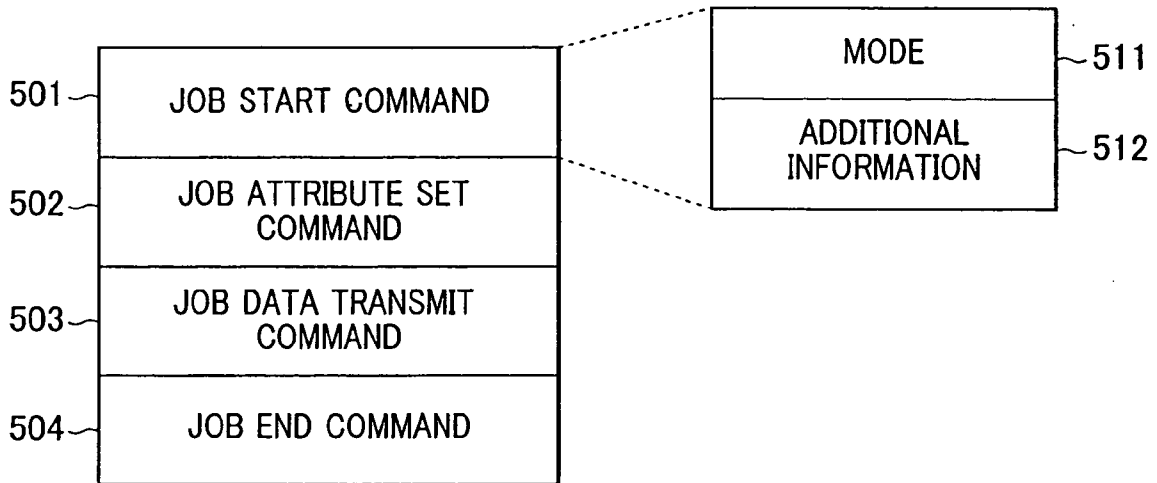 501
JOB START COMMAND
502
JOB ATTRIBUTE SET
COMMAND
503
JOB DATA TRANSMIT
COMMAND
504
JOB END COMMAND
MODE
511
ADDITIONAL
INFORMATION
512